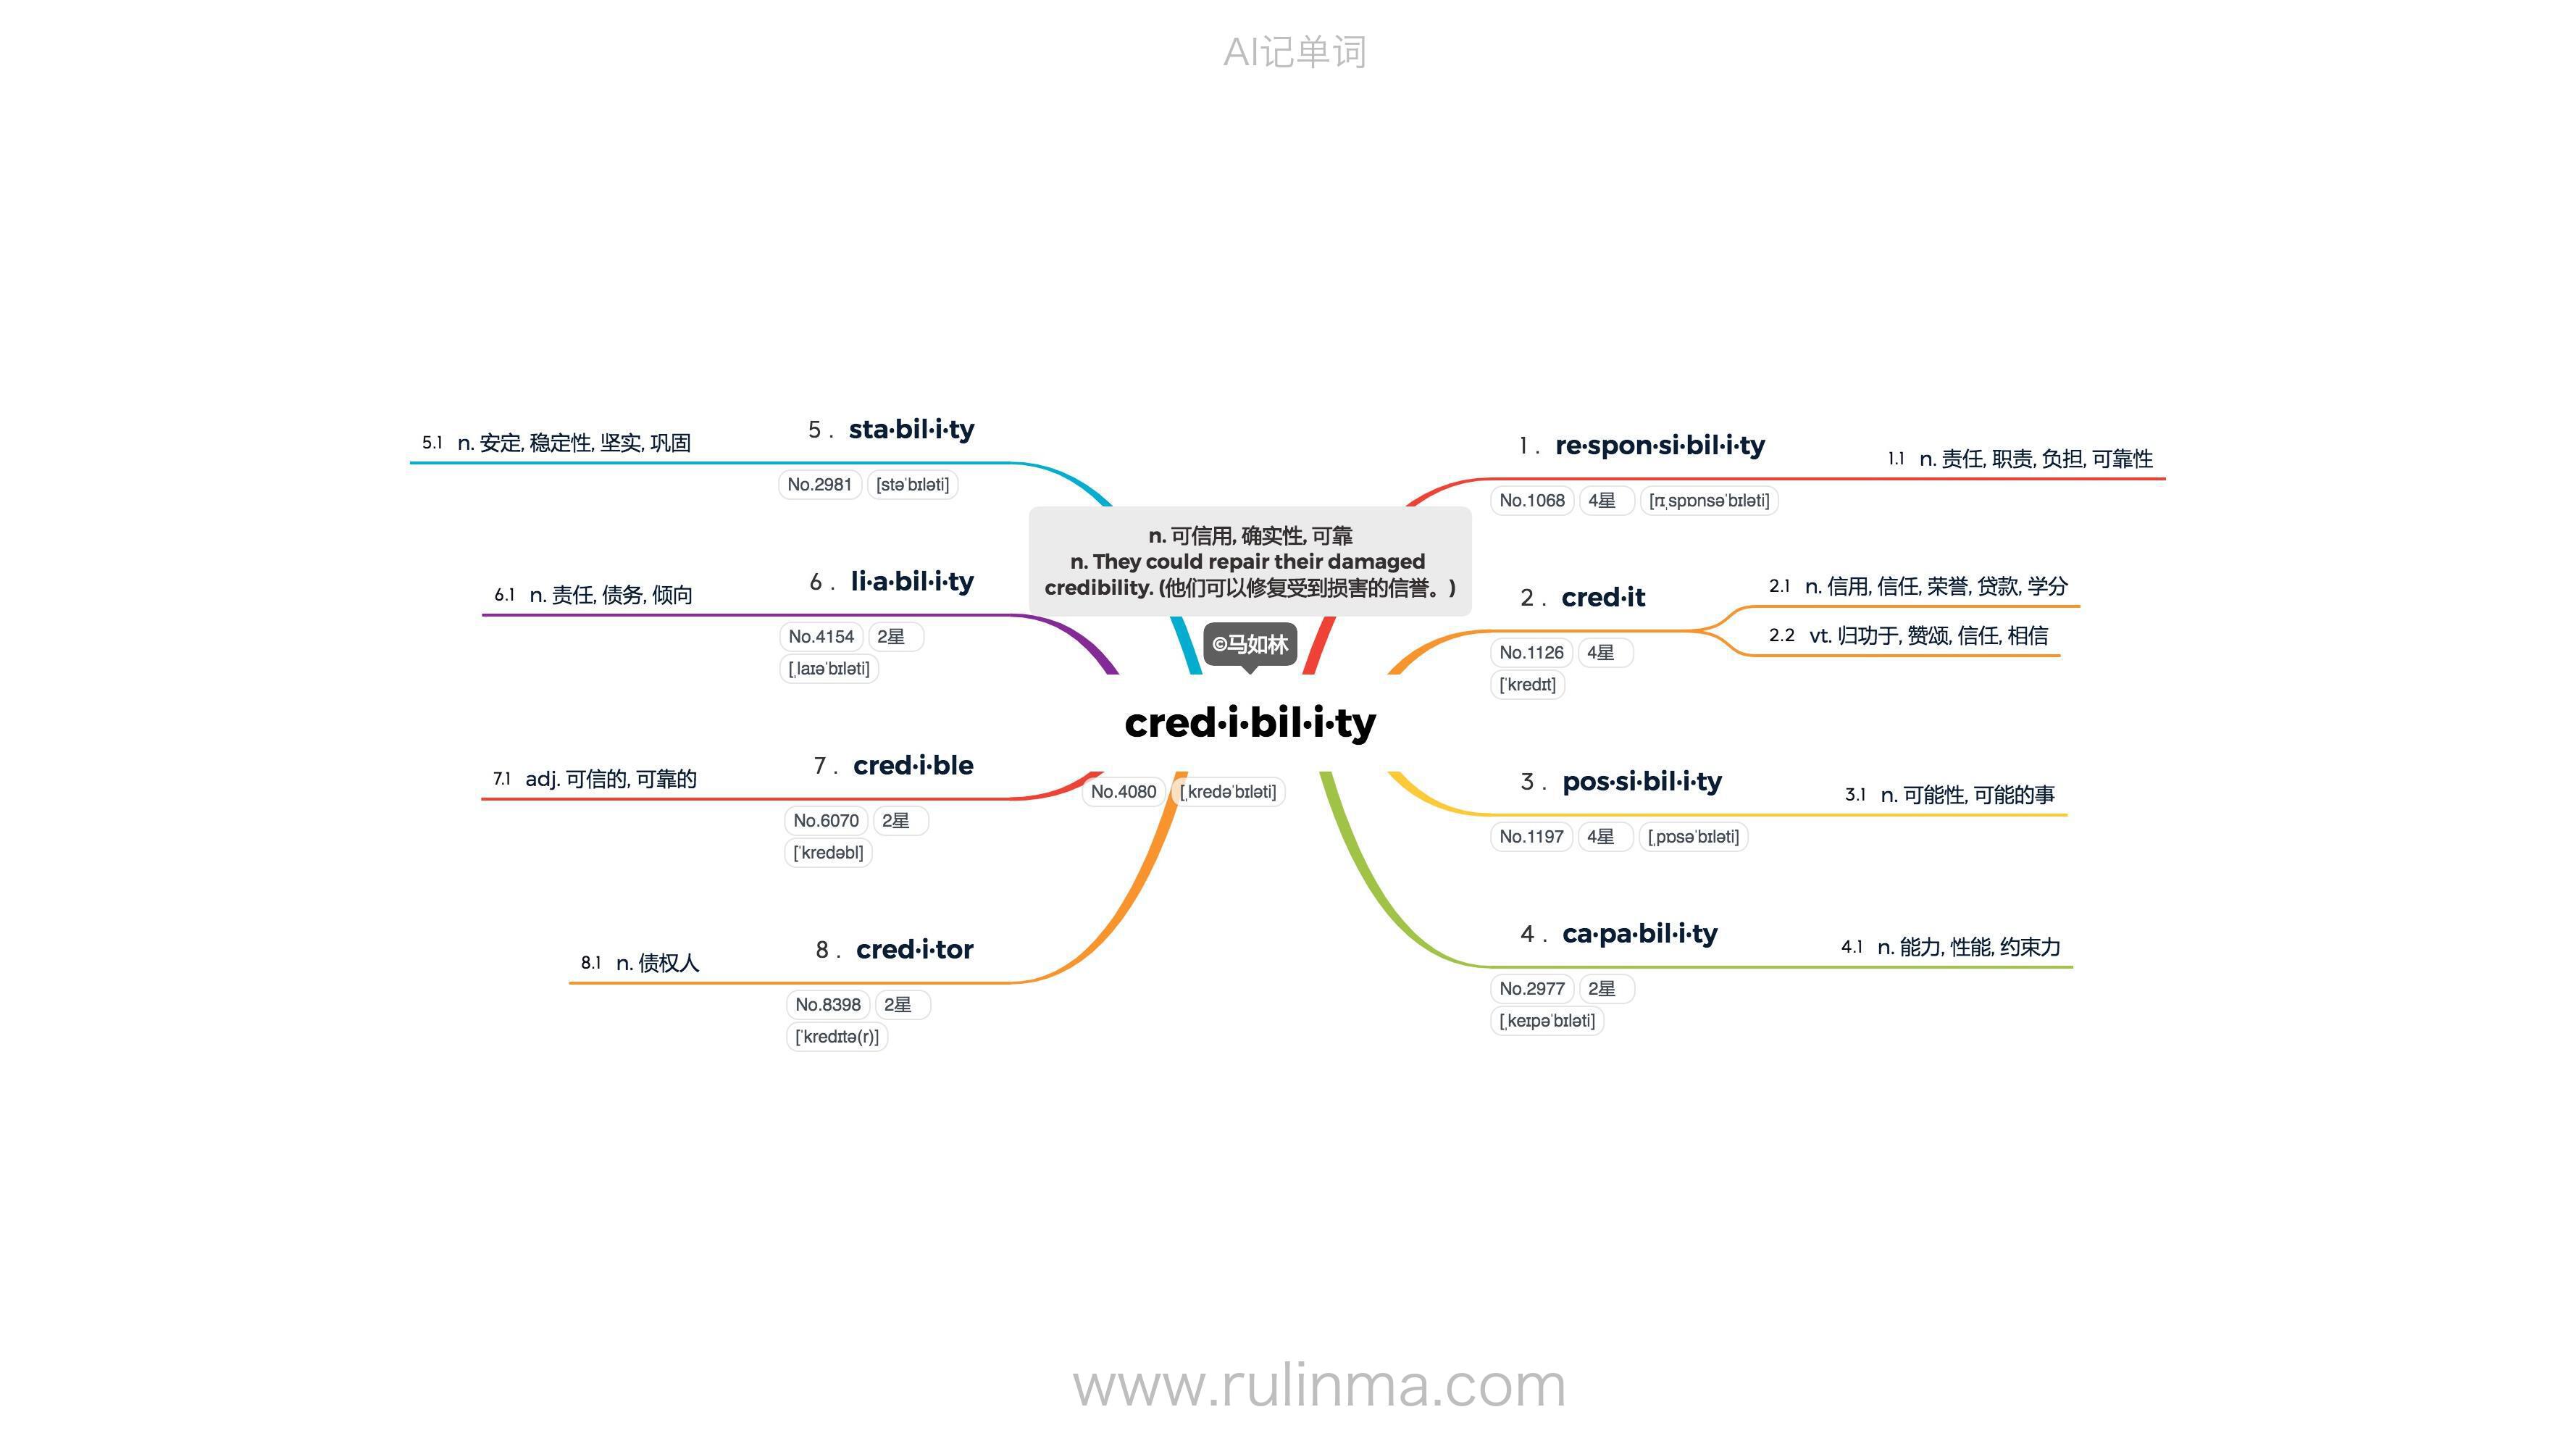 AI记单词
n. 可信用, 确实性, 可靠
n. They could repair their damaged
credibility. (他们可以修复受到损害的信誉。)
©马如林
cred·i·bil·i·ty
No.4080 [ˌkredəˈbɪləti]
1 . re·spon·si·bil·i·ty
No.1068 4星 [rɪˌspɒnsəˈbɪləti]
1.1 n. 责任, 职责, 负担, 可靠性
2 . cred·it
No.1126 4星
[ˈkredɪt]
2.1 n. 信用, 信任, 荣誉, 贷款, 学分
2.2 vt. 归功于, 赞颂, 信任, 相信
3 . pos·si·bil·i·ty
No.1197 4星 [ˌpɒsəˈbɪləti]
3.1 n. 可能性, 可能的事
4 . ca·pa·bil·i·ty
No.2977 2星
[ˌkeɪpəˈbɪləti]
4.1 n. 能力, 性能, 约束力
5 . sta·bil·i·ty
No.2981 [stəˈbɪləti]
5.1 n. 安定, 稳定性, 坚实, 巩固
6 . li·a·bil·i·ty
No.4154 2星
[ˌlaɪəˈbɪləti]
6.1 n. 责任, 债务, 倾向
7 . cred·i·ble
No.6070 2星
[ˈkredəbl]
7.1 adj. 可信的, 可靠的
8 . cred·i·tor
No.8398 2星
[ˈkredɪtə(r)]
8.1 n. 债权人
www.rulinma.com